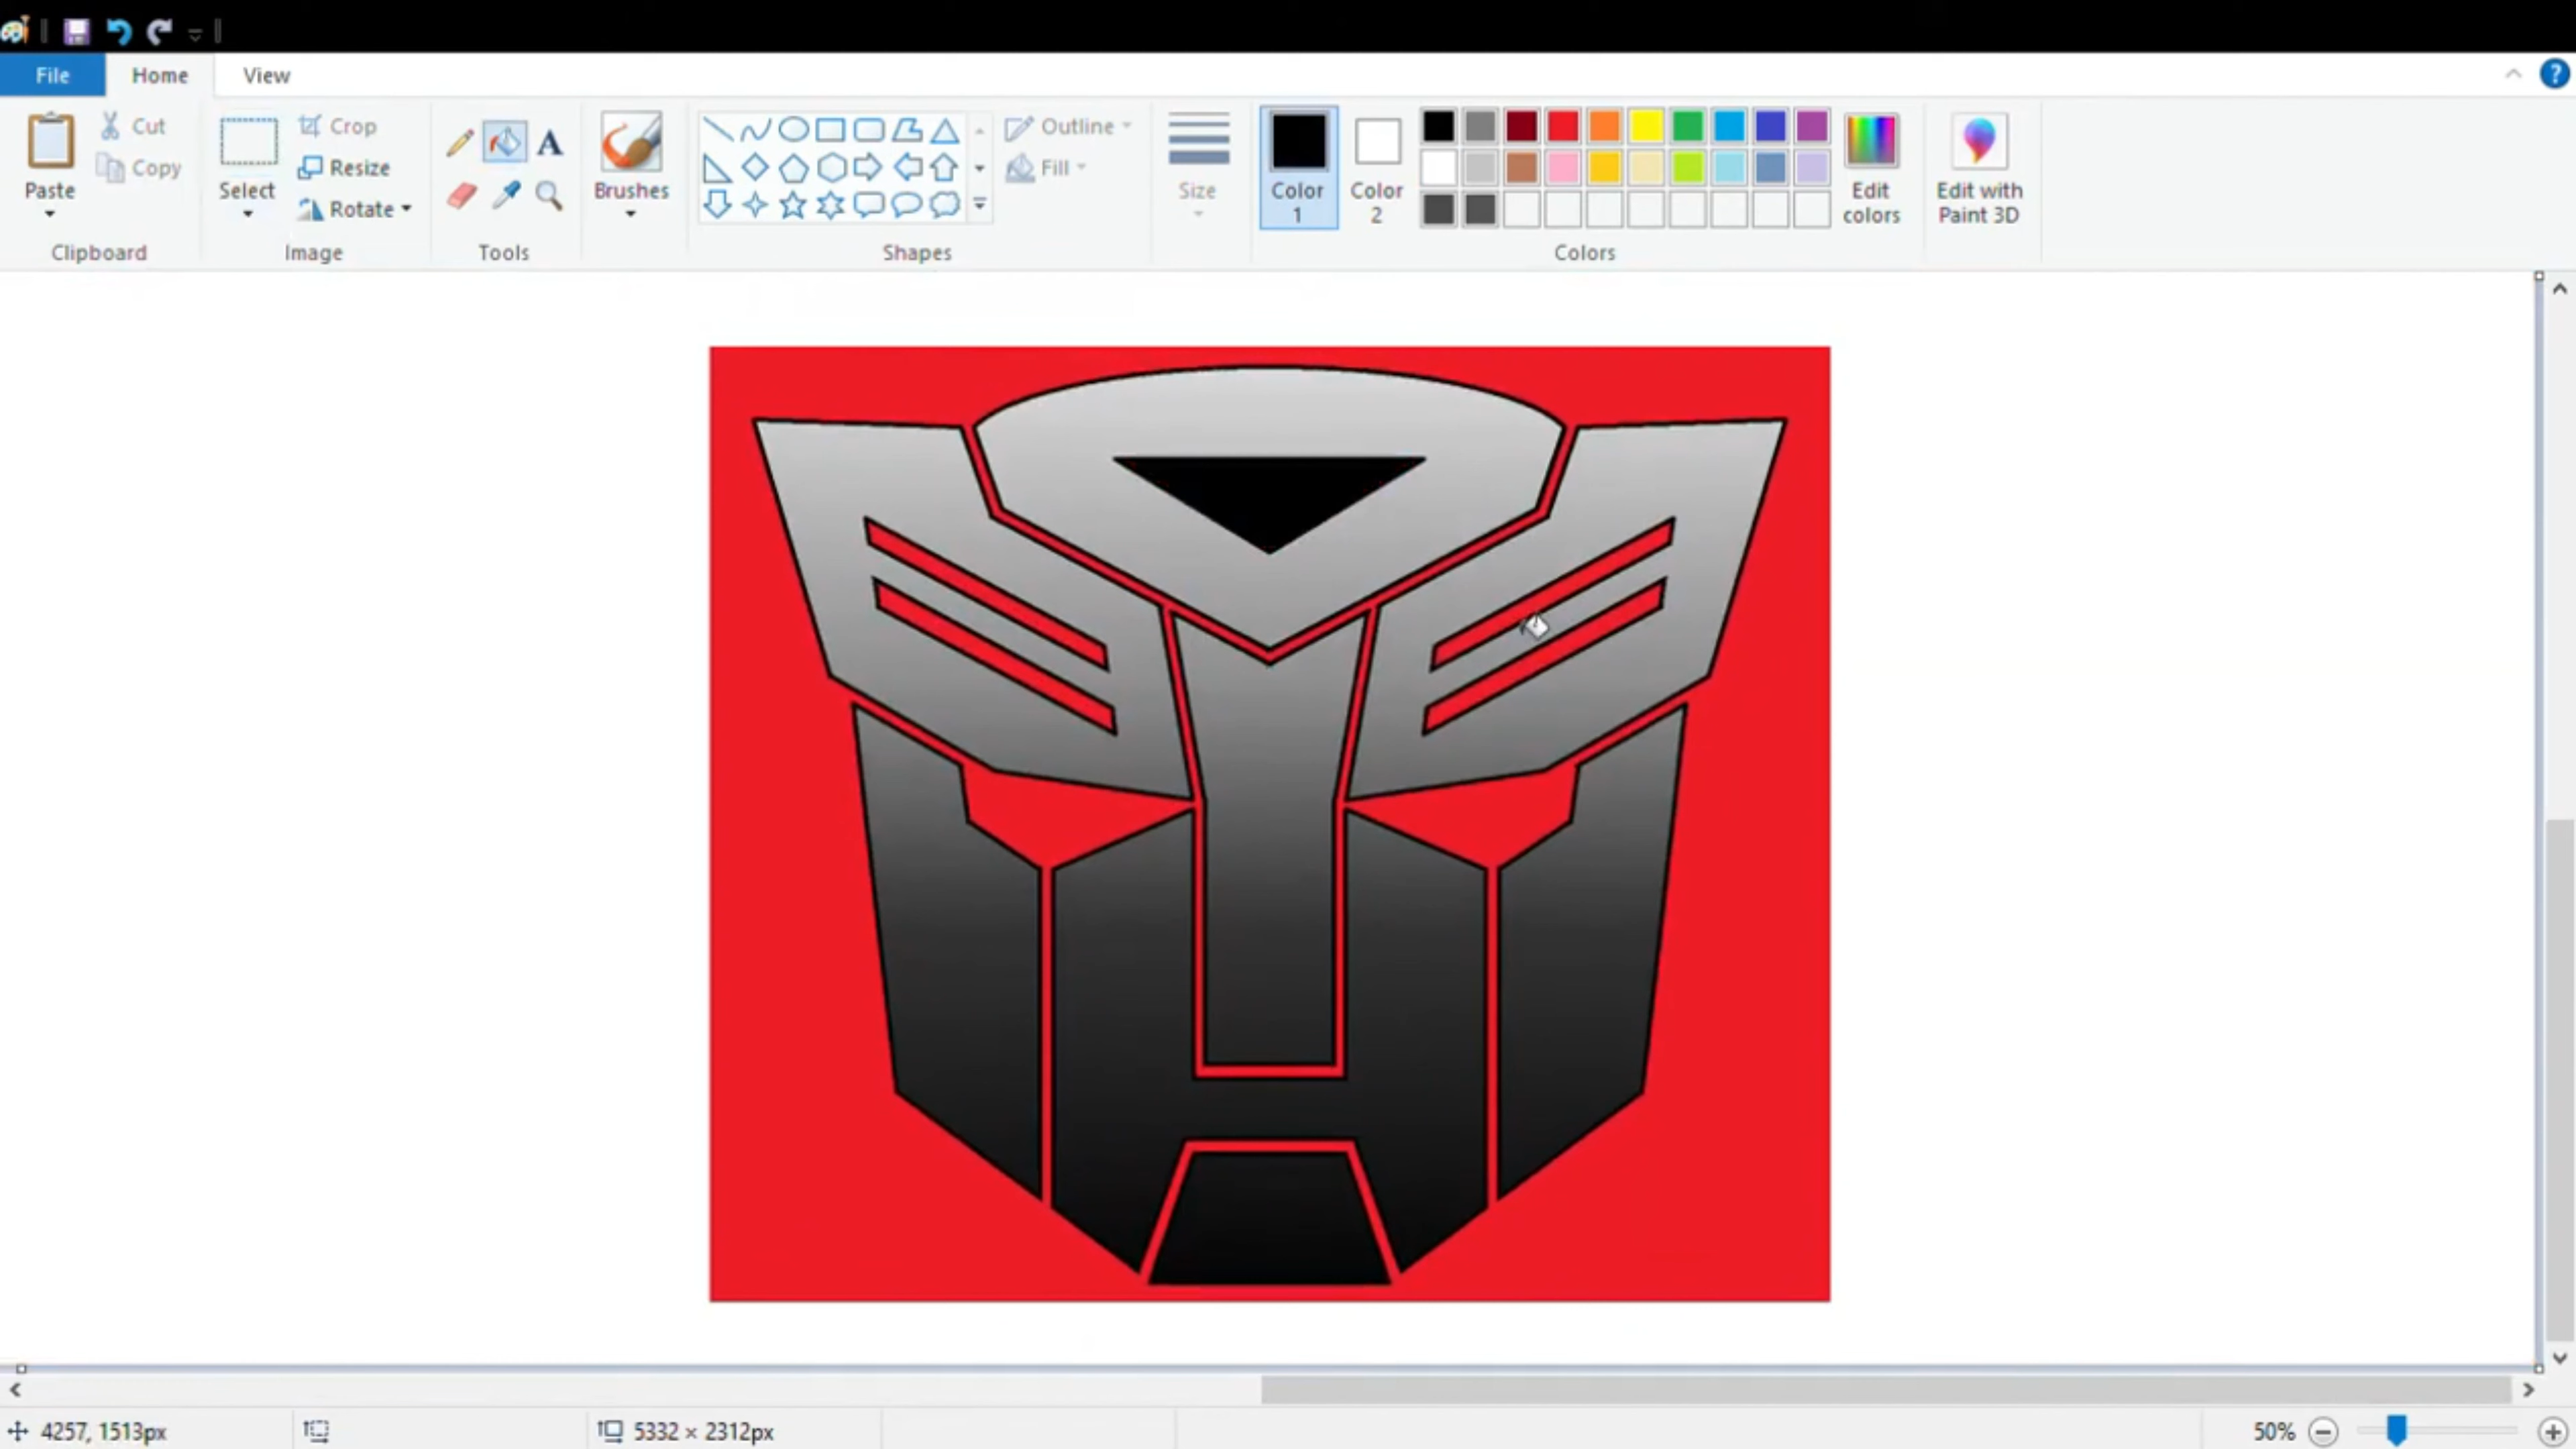 File Home View
Paste
Cut
Copy
Clipboard
Select
Crop
Resize
Rotate
Image
A
Tools
Brushes
Shapes
Outline
Fill
Size
Color
1
Color
2
Colors
Edit
colors
Edit with
Paint 3D
?
4257, 1513px
5332 × 2312px
50%